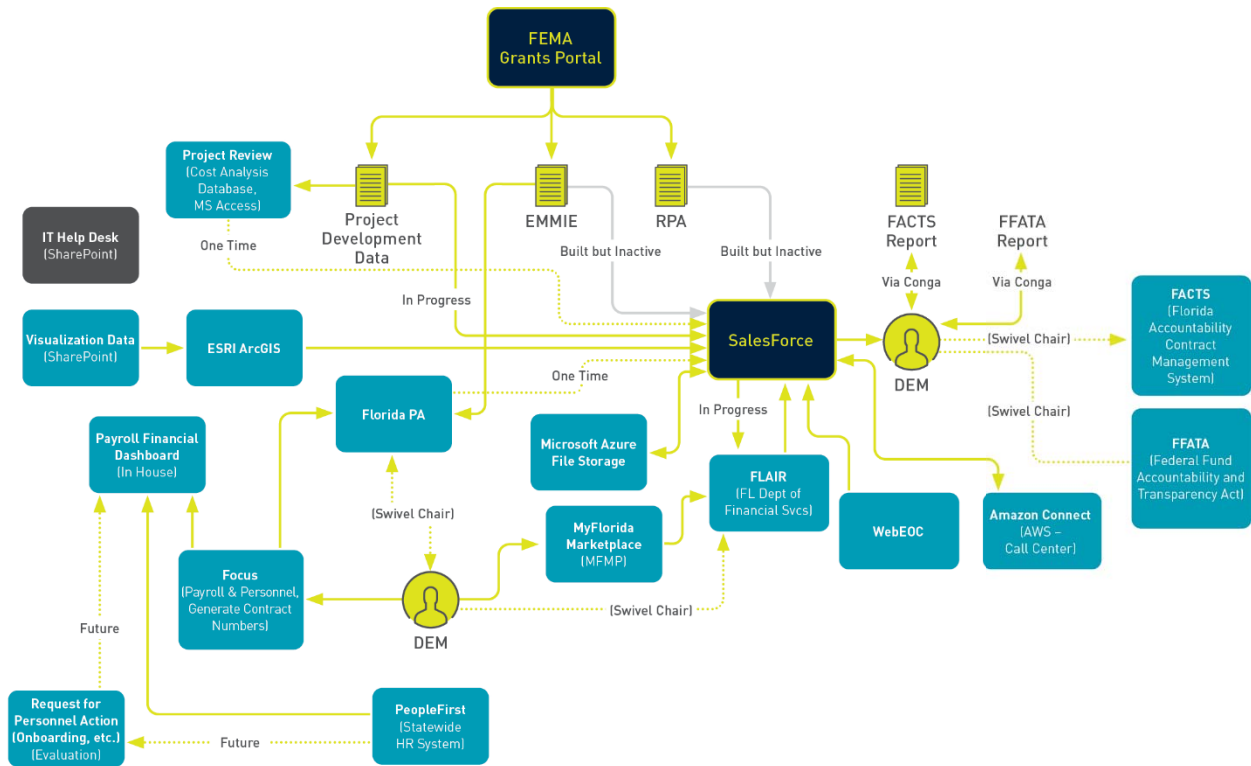 FEMA
Grants Portal
Project Review
(Cost Analysis
Database,
MS Access)
Project
Development
Data
EMMIE
RPA
FACTS
Report
FFATA
Report
IT Help Desk
(SharePoint)
One Time
Built but Inactive
Built but Inactive
Via Conga
Via Conga
In Progress
FACTS
(Florida
Accountability
Contract
Management
System)
Visualization Data
(SharePoint)
ESRI ArcGIS
SalesForce
(Swivel Chair)
DEM
One Time
Florida PA
In Progress
(Swivel Chair)
Payroll Financial
Dashboard
(In House)
Microsoft Azure
File Storage
FLAIR
(FL Dept of
Financial Svcs)
FFATA
(Federal Fund
Accountability and
Transparency Act)
(Swivel Chair)
MyFlorida
Marketplace
(MFMP)
WebEOC
Amazon Connect
(AWS –
Call Center)
Focus
(Payroll & Personnel,
Generate Contract
Numbers)
(Swivel Chair)
DEM
Future
Request for
Personnel Action
(Onboarding, etc.)
(Evaluation)
Future
PeopleFirst
(Statewide
HR System)